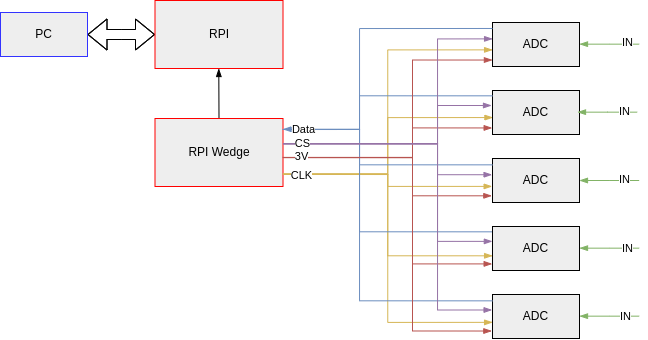 PC
RPI
RPI Wedge
Data
CS
3V
CLK
ADC
IN
ADC
IN
ADC
IN
ADC
IN
ADC
IN